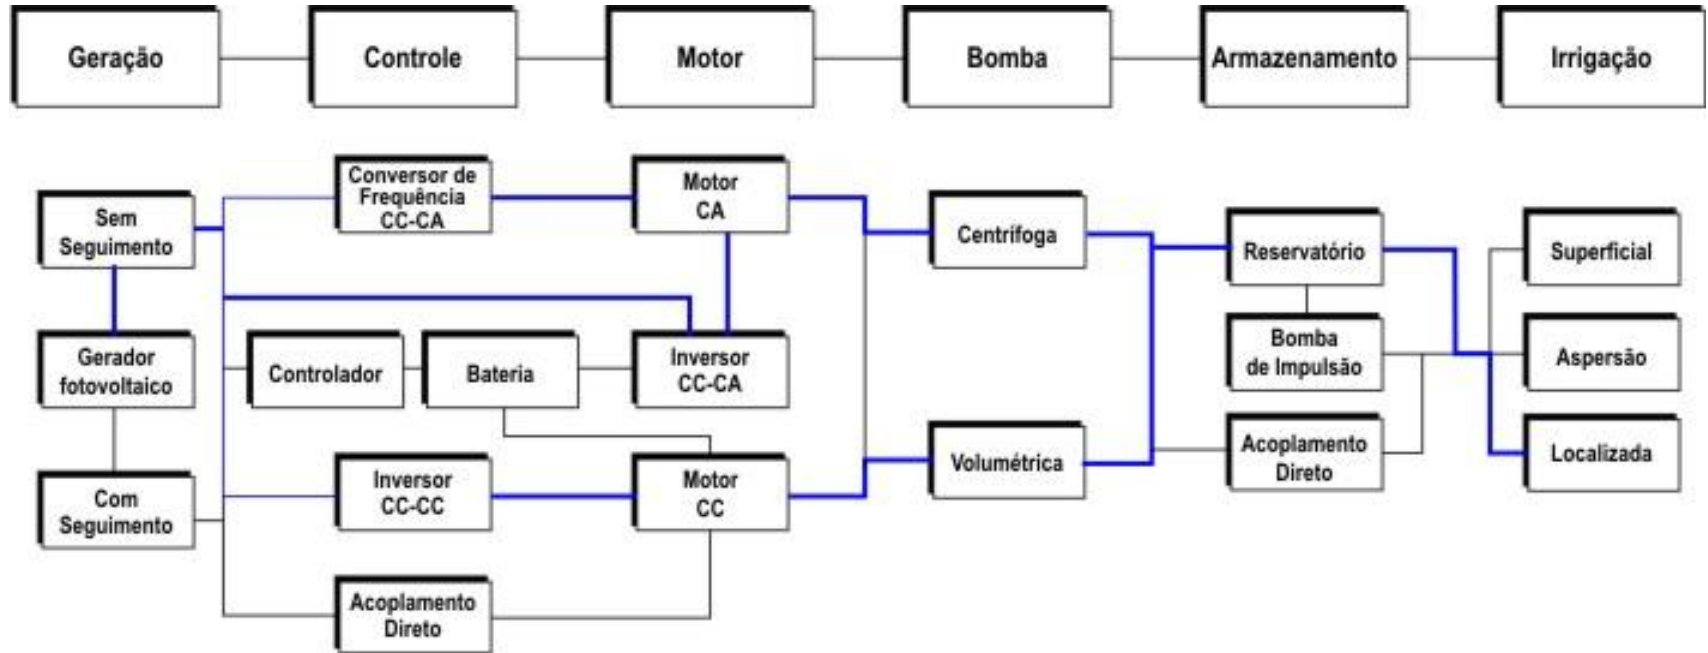 Geração
Controle
Motor
Bomba
Armazenamento
Irrigação
Sem
Seguimento
Gerador
fotovoltaico
Com
Seguimento
Conversor de
Frequência
CC-CA
Controlador
Bateria
Inversor
CC-CC
Acoplamento
Direto
Motor
CA
Inversor
CC-CA
Motor
CC
Centrífoga
Volumétrica
Reservatório
Bomba
de Impulsão
Acoplamento
Direto
Superficial
Aspersão
Localizada